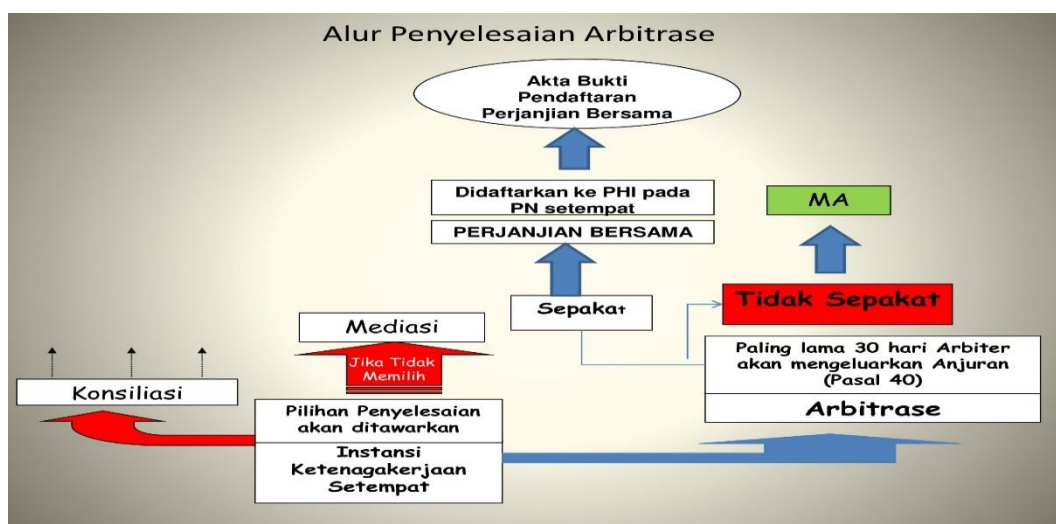 Alur Penyelesaian Arbitrase
Akta Bukti
Pendaftaran
Perjanjian Bersama
Didaftarkan ke PHI pada
PN setempat
PERJANJIAN BERSAMA
MA
Sepakat
Tidak Sepakat
Mediasi
Jika Tidak
Memilih
Paling lama 30 hari Arbiter
akan mengeluarkan Anjuran
(Pasal 40)
Arbitrase
Konsiliasi
Pilihan Penyelesaian
akan ditawarkan
Instansi
Ketenagakerjaan
Setempat